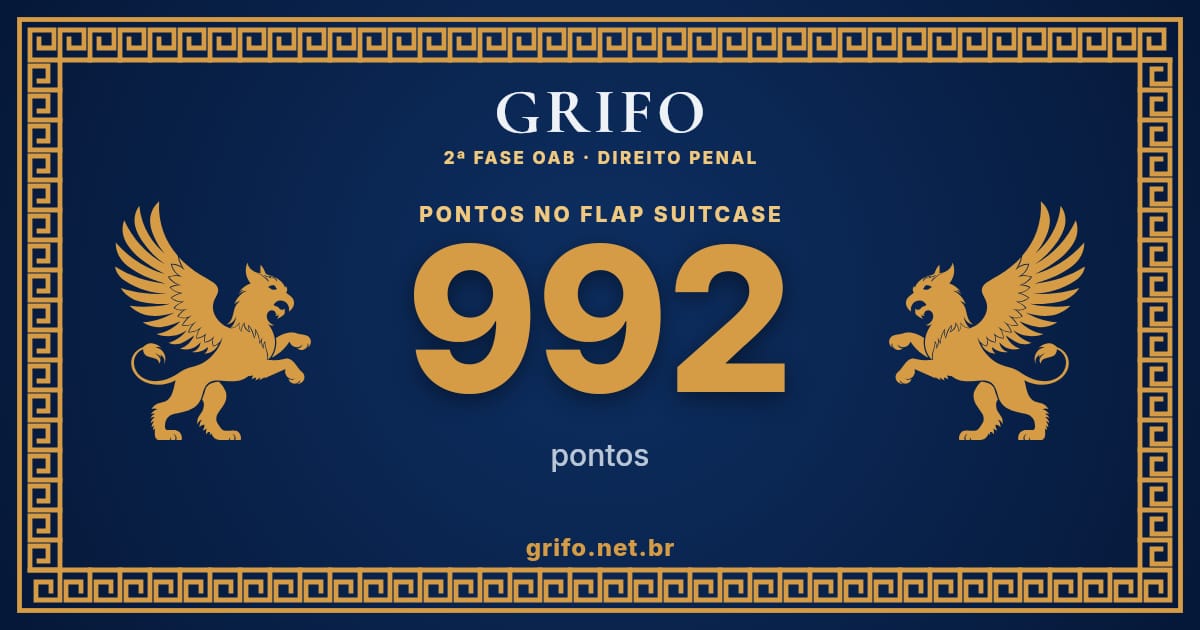 GRIFO
2ª FASE OAB · DIREITO PENAL
PONTOS NO FLAP SUITCASE
992
pontos
grifo.net.br